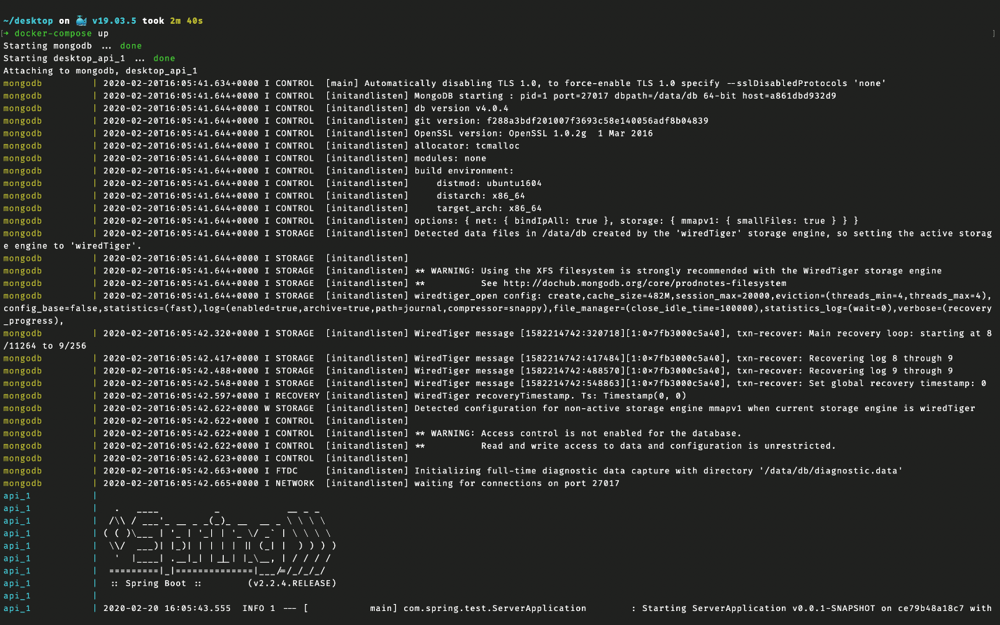 ~/desktop on 🐳 v19.03.5 took 2m 40s
[→ docker-compose up ]
Starting mongodb ... done
Starting desktop_api_1 ... done
Attaching to mongodb, desktop_api_1
mongodb | 2020-02-20T16:05:41.634+0000 I CONTROL [main] Automatically disabling TLS 1.0, to force-enable TLS 1.0 specify --sslDisabledProtocols 'none'
mongodb | 2020-02-20T16:05:41.644+0000 I CONTROL [initandlisten] MongoDB starting : pid=1 port=27017 dbpath=/data/db 64-bit host=a861dbd932d9
mongodb | 2020-02-20T16:05:41.644+0000 I CONTROL [initandlisten] db version v4.0.4
mongodb | 2020-02-20T16:05:41.644+0000 I CONTROL [initandlisten] git version: f288a3bdf201007f3693c58e140056adf8b04839
mongodb | 2020-02-20T16:05:41.644+0000 I CONTROL [initandlisten] OpenSSL version: OpenSSL 1.0.2g 1 Mar 2016
mongodb | 2020-02-20T16:05:41.644+0000 I CONTROL [initandlisten] allocator: tcmalloc
mongodb | 2020-02-20T16:05:41.644+0000 I CONTROL [initandlisten] modules: none
mongodb | 2020-02-20T16:05:41.644+0000 I CONTROL [initandlisten] build environment:
mongodb | 2020-02-20T16:05:41.644+0000 I CONTROL [initandlisten]     distmod: ubuntu1604
mongodb | 2020-02-20T16:05:41.644+0000 I CONTROL [initandlisten]     distarch: x86_64
mongodb | 2020-02-20T16:05:41.644+0000 I CONTROL [initandlisten]     target_arch: x86_64
mongodb | 2020-02-20T16:05:41.644+0000 I CONTROL [initandlisten] options: { net: { bindIpAll: true }, storage: { mmapv1: { smallFiles: true } } }
mongodb | 2020-02-20T16:05:41.644+0000 I STORAGE [initandlisten] Detected data files in /data/db created by the 'wiredTiger' storage engine, so setting the active storag
e engine to 'wiredTiger'.
mongodb | 2020-02-20T16:05:41.644+0000 I STORAGE [initandlisten]
mongodb | 2020-02-20T16:05:41.644+0000 I STORAGE [initandlisten] ** WARNING: Using the XFS filesystem is strongly recommended with the WiredTiger storage engine
mongodb | 2020-02-20T16:05:41.644+0000 I STORAGE [initandlisten] **          See http://dochub.mongodb.org/core/prodnotes-filesystem
mongodb | 2020-02-20T16:05:41.644+0000 I STORAGE [initandlisten] wiredtiger_open config: create,cache_size=482M,session_max=20000,eviction=(threads_min=4,threads_max=4),
config_base=false,statistics=(fast),log=(enabled=true,archive=true,path=journal,compressor=snappy),file_manager=(close_idle_time=100000),statistics_log=(wait=0),verbose=(recovery
_progress),
mongodb | 2020-02-20T16:05:42.320+0000 I STORAGE [initandlisten] WiredTiger message [1582214742:320718][1:0x7fb3000c5a40], txn-recover: Main recovery loop: starting at 8
/11264 to 9/256
mongodb | 2020-02-20T16:05:42.417+0000 I STORAGE [initandlisten] WiredTiger message [1582214742:417484][1:0x7fb3000c5a40], txn-recover: Recovering log 8 through 9
mongodb | 2020-02-20T16:05:42.488+0000 I STORAGE [initandlisten] WiredTiger message [1582214742:488570][1:0x7fb3000c5a40], txn-recover: Recovering log 9 through 9
mongodb | 2020-02-20T16:05:42.548+0000 I STORAGE [initandlisten] WiredTiger message [1582214742:548863][1:0x7fb3000c5a40], txn-recover: Set global recovery timestamp: 0
mongodb | 2020-02-20T16:05:42.597+0000 I RECOVERY [initandlisten] WiredTiger recoveryTimestamp. Ts: Timestamp(0, 0)
mongodb | 2020-02-20T16:05:42.622+0000 W STORAGE [initandlisten] Detected configuration for non-active storage engine mmapv1 when current storage engine is wiredTiger
mongodb | 2020-02-20T16:05:42.622+0000 I CONTROL [initandlisten]
mongodb | 2020-02-20T16:05:42.622+0000 I CONTROL [initandlisten] ** WARNING: Access control is not enabled for the database.
mongodb | 2020-02-20T16:05:42.622+0000 I CONTROL [initandlisten] **          Read and write access to data and configuration is unrestricted.
mongodb | 2020-02-20T16:05:42.623+0000 I CONTROL [initandlisten]
mongodb | 2020-02-20T16:05:42.663+0000 I FTDC [initandlisten] Initializing full-time diagnostic data capture with directory '/data/db/diagnostic.data'
mongodb | 2020-02-20T16:05:42.665+0000 I NETWORK [initandlisten] waiting for connections on port 27017
api_1 |
api_1 |   .   ____          _            __ _ _
api_1 |  /\\ / ___'_ __ _ _(_)_ __  __ _ \ \ \ \
api_1 | ( ( )\___ | '_ | '_| | '_ \/ _` | \ \ \ \
api_1 |  \\/  ___)| |_)| | | | | || (_| |  ) ) ) )
api_1 |   '  |____| .__|_| |_|_| |_\__, | / / / /
api_1 |  =========|_|==============|___/=/_/_/_/
api_1 |  :: Spring Boot ::        (v2.2.4.RELEASE)
api_1 |
api_1 | 2020-02-20 16:05:43.555  INFO 1 --- [           main] com.spring.test.ServerApplication        : Starting ServerApplication v0.0.1-SNAPSHOT on ce79b48a18c7 with